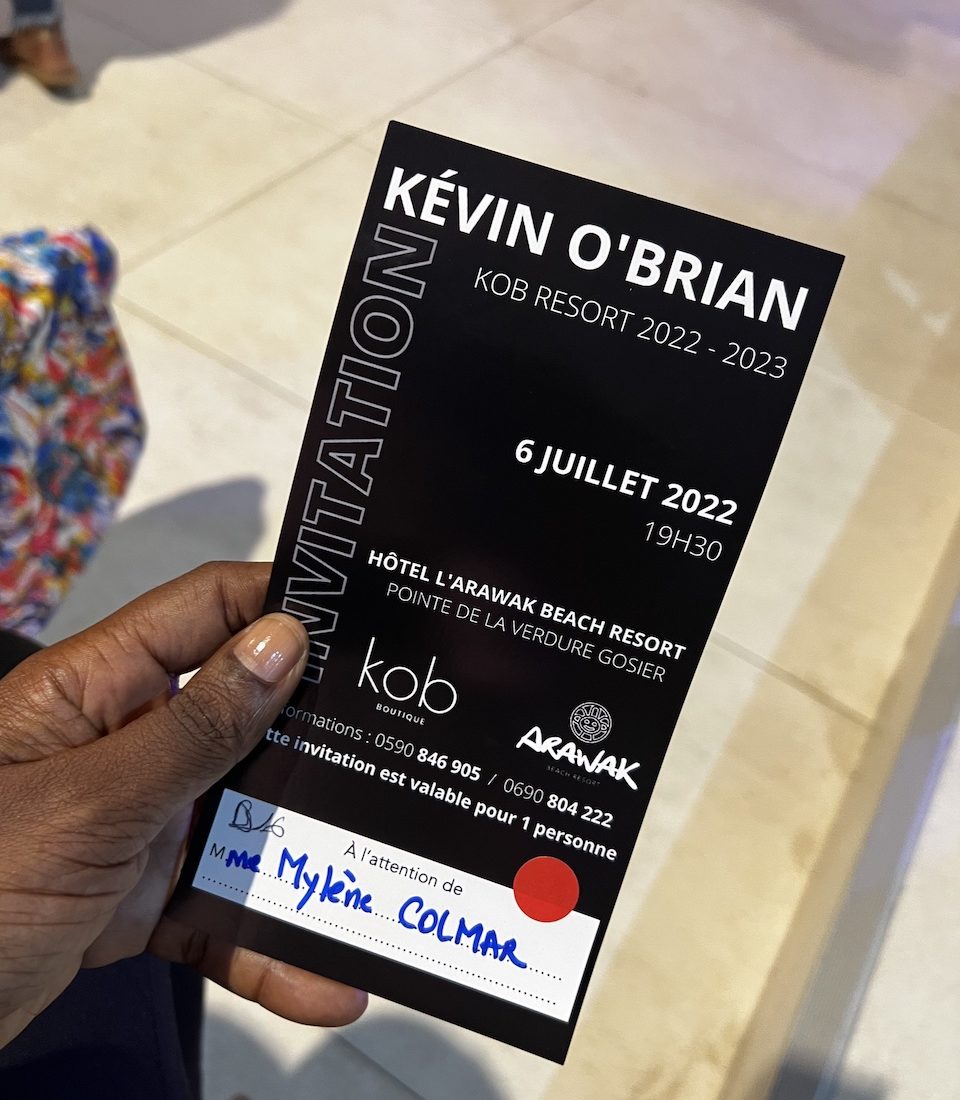 KÉVIN O'BRIAN
KOB RESORT 2022 - 2023
INVITATION
6 JUILLET 2022
19H30
HÔTEL L'ARAWAK BEACH RESORT
POINTE DE LA VERDURE GOSIER
kob
BOUTIQUE
ARAWAK
BEACH RESORT
formations : 0590 846 905 / 0690 804 222
tte invitation est valable pour 1 personne
À l'attention de
Mme Mylène COLMAR